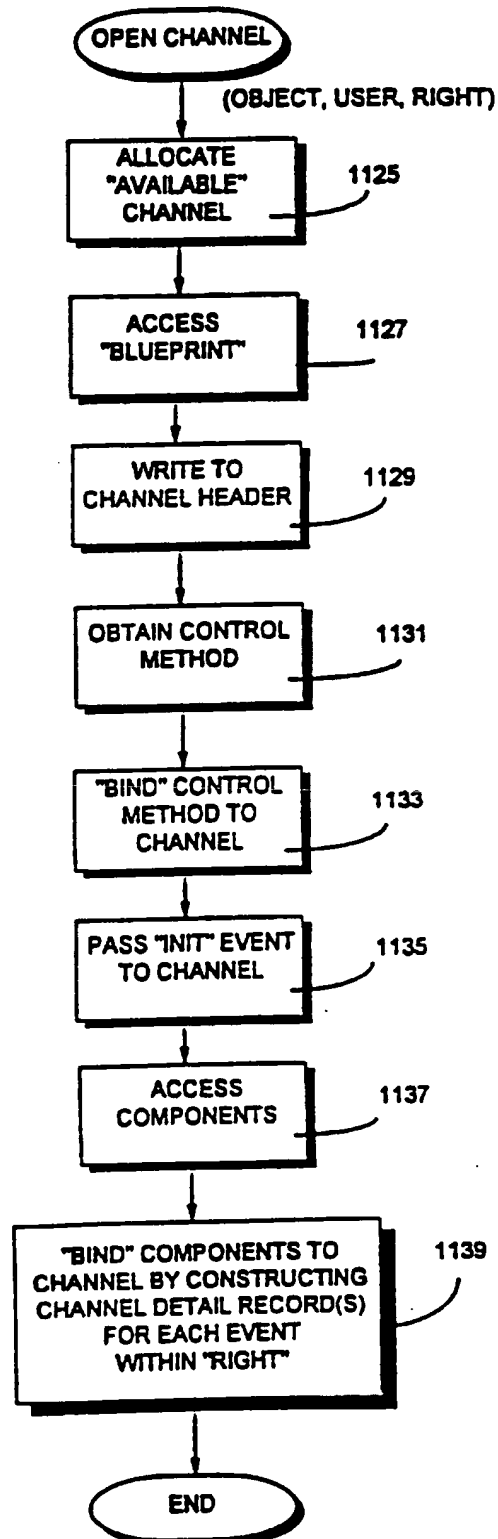 OPEN CHANNEL
(OBJECT, USER, RIGHT)
ALLOCATE
"AVAILABLE"
CHANNEL
1125
ACCESS
"BLUEPRINT"
1127
WRITE TO
CHANNEL HEADER
1129
OBTAIN CONTROL
METHOD
1131
"BIND" CONTROL
METHOD TO
CHANNEL
1133
PASS "INIT" EVENT
TO CHANNEL
1135
ACCESS
COMPONENTS
1137
"BIND" COMPONENTS TO
CHANNEL BY CONSTRUCTING
CHANNEL DETAIL RECORD(S)
FOR EACH EVENT
WITHIN "RIGHT"
1139
END